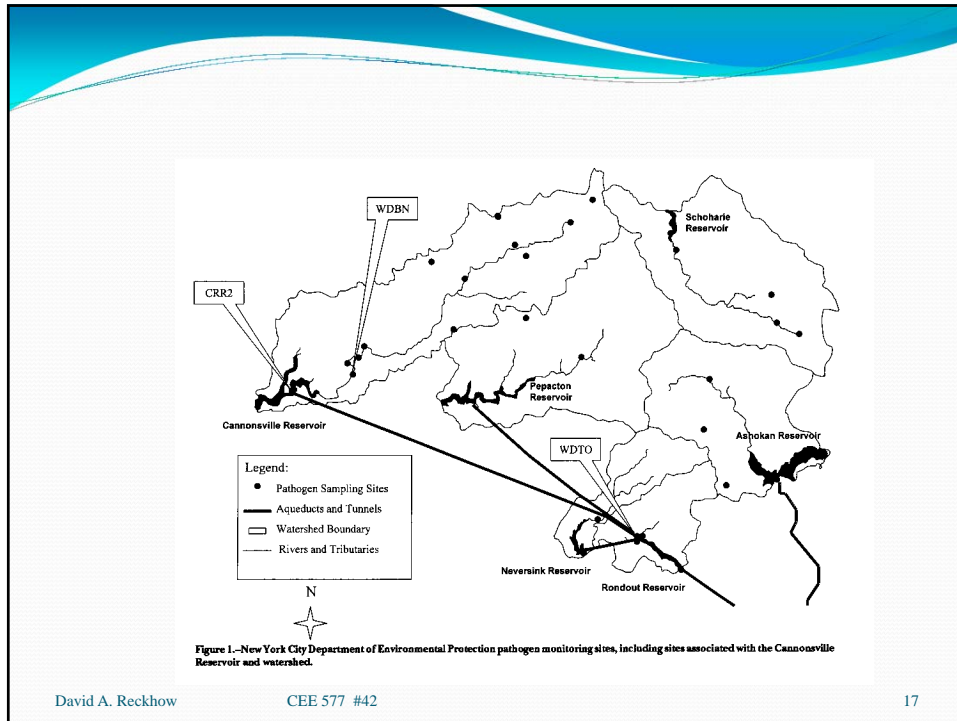 WDBN
Schoharie
Reservoir
CRR2
Pepacton
Reservoir
Cannonsville Reservoir
WDTO
Ashokan Reservoir
Legend:
Pathogen Sampling Sites
Aqueducts and Tunnels
Watershed Boundary
Rivers and Tributaries
Neversink Reservoir
Rondout Reservoir
N
Figure 1.–New York City Department of Environmental Protection pathogen monitoring sites, including sites associated with the Cannonsville
Reservoir and watershed.
David A. Reckhow CEE 577 #42 17